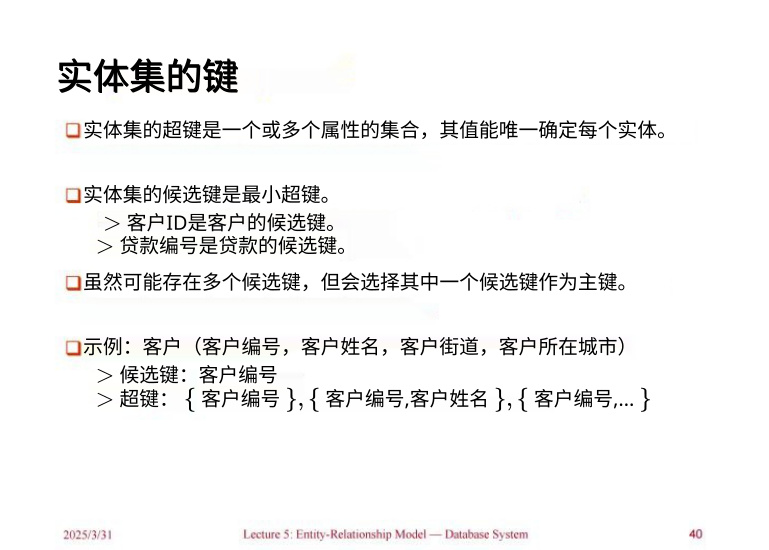 实体集的键
实体集的超键是一个或多个属性的集合，其值能唯一确定每个实体。
实体集的候选键是最小超键。
> 客户ID是客户的候选键。
> 贷款编号是贷款的候选键。
虽然可能存在多个候选键，但会选择其中一个候选键作为主键。
示例：客户（客户编号，客户姓名，客户街道，客户所在城市）
> 候选键：客户编号
> 超键： { 客户编号 }, { 客户编号,客户姓名 }, { 客户编号,... }
2025/3/31
Lecture 5: Entity-Relationship Model — Database System
40